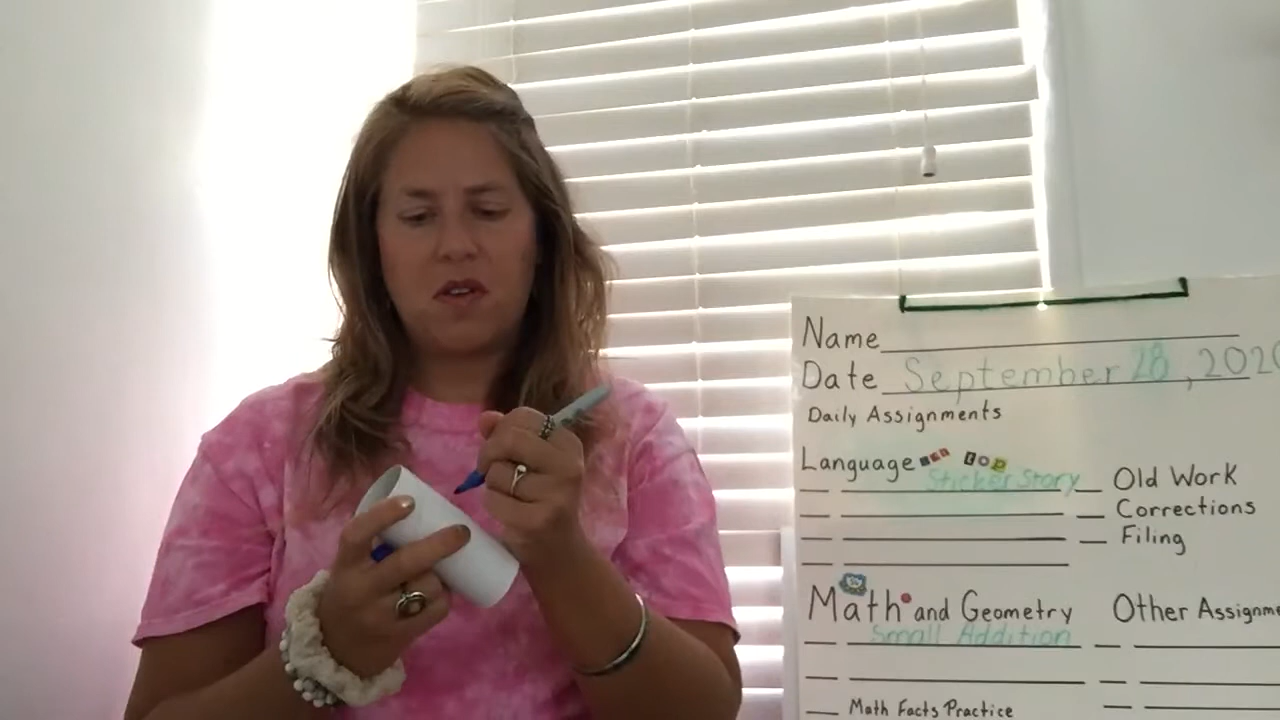 Name
Date September 28, 2020
Daily Assignments
Language
Sticker Story
Old Work
Corrections
Filing
Math and Geometry
Small Addition
Math Facts Practice
Other Assignme